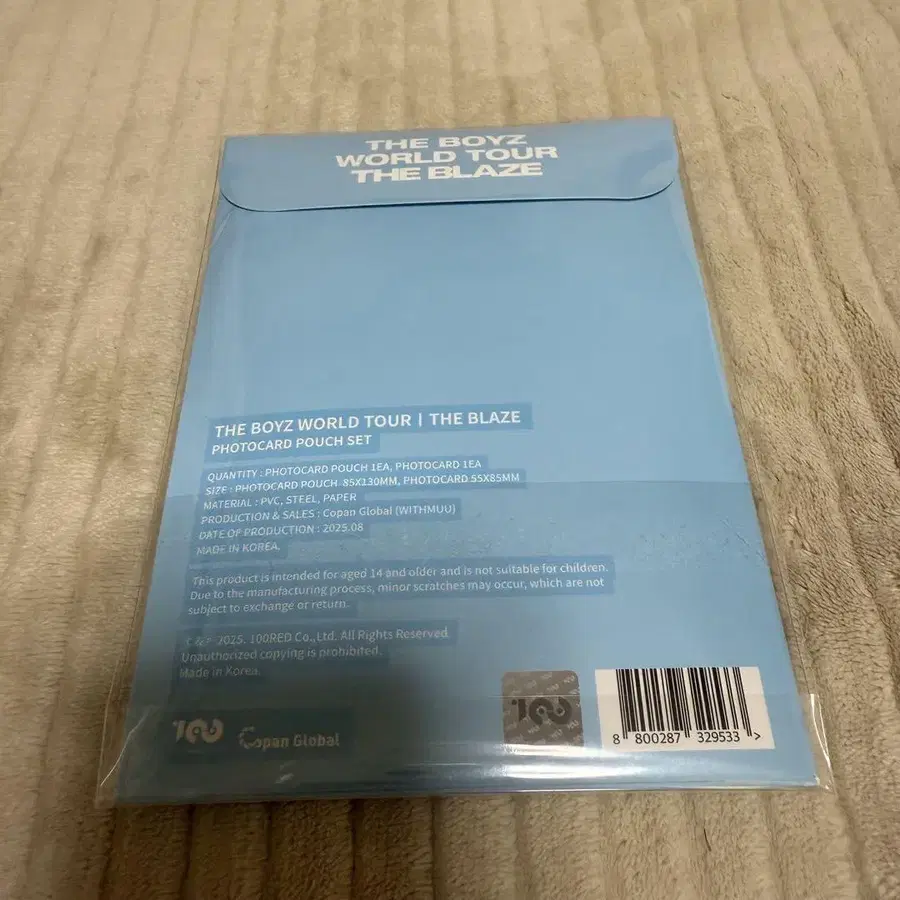 THE BOYZ
WORLD TOUR
THE BLAZE
THE BOYZ WORLD TOUR | THE BLAZE
PHOTOCARD POUCH SET
QUANTITY : PHOTOCARD POUCH 1EA, PHOTOCARD 1EA
SIZE : PHOTOCARD POUCH 85X130MM, PHOTOCARD 55X85MM
MATERIAL : PVC, STEEL, PAPER
PRODUCTION & SALES : Copan Global (WITHMUU)
DATE OF PRODUCTION : 2025.08
MADE IN KOREA.
This product is intended for aged 14 and older and is not suitable for children.
Due to the manufacturing process, minor scratches may occur, which are not
subject to exchange or return.
2025. 100RED Co., Ltd. All Rights Reserved
Unauthorized copying is prohibited.
Made in Korea.
Copan Global
8 800287 329533 >